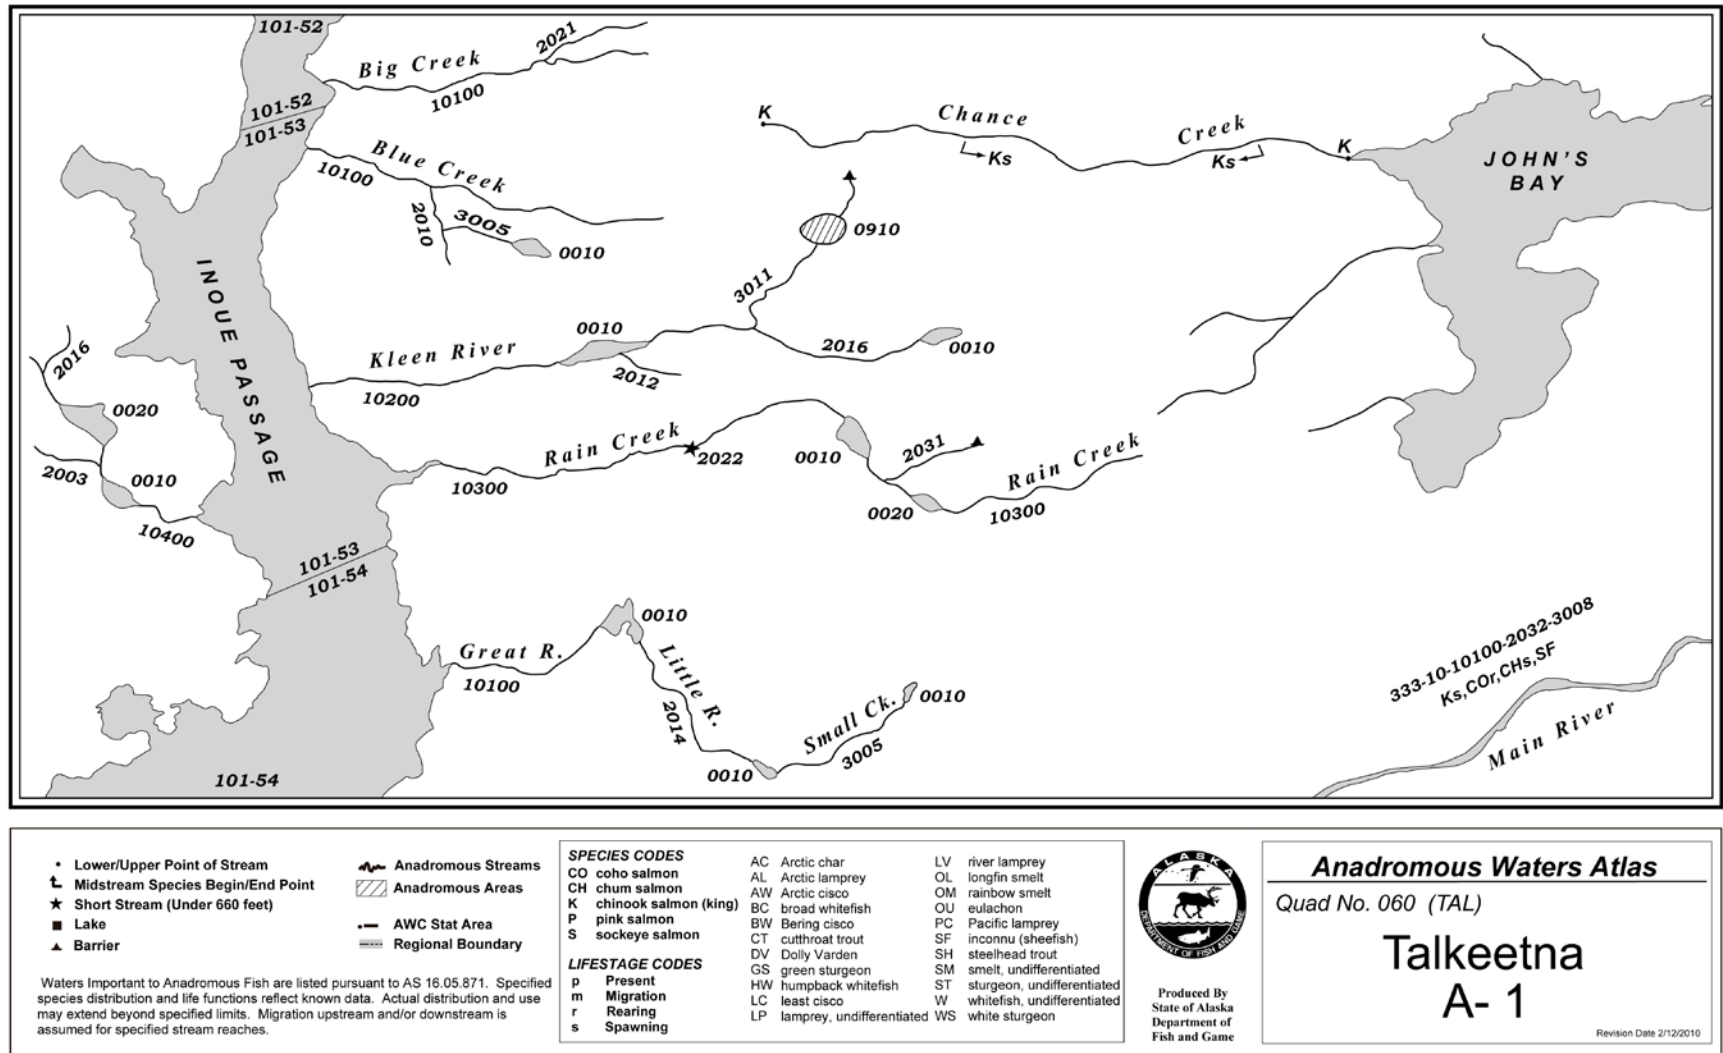 101-52
Big Creek
2021
10100
101-52
101-53
Blue Creek
10100
2010
3005
0010
K
Chance
Creek
K
Ks
Ks
JOHN'S
BAY
0910
3011
INOUE PASSAGE
Kleen River
10200
0010
2012
2016
0010
2016
0020
2003
0010
10400
Rain Creek
10300
2022
0010
2031
0020
Rain Creek
10300
101-53
101-54
Great R.
10100
0010
Little R.
2014
0010
Small Ck.
3005
0010
101-54
333-10-10100-2032-3008
Ks,COr,CHs,SF
Main River
Lower/Upper Point of Stream
Midstream Species Begin/End Point
Short Stream (Under 660 feet)
Lake
Barrier
Anadromous Streams
Anadromous Areas
AWC Stat Area
Regional Boundary
Waters Important to Anadromous Fish are listed pursuant to AS 16.05.871. Specified
species distribution and life functions reflect known data. Actual distribution and use
may extend beyond specified limits. Migration upstream and/or downstream is
assumed for specified stream reaches.
SPECIES CODES
CO coho salmon
CH chum salmon
K chinook salmon (king)
P pink salmon
S sockeye salmon
LIFESTAGE CODES
p Present
m Migration
r Rearing
s Spawning
AC Arctic char
AL Arctic lamprey
AW Arctic cisco
BC broad whitefish
BW Bering cisco
CT cutthroat trout
DV Dolly Varden
GS green sturgeon
HW humpback whitefish
LC least cisco
LP lamprey, undifferentiated
LV river lamprey
OL longfin smelt
OM rainbow smelt
OU eulachon
PC Pacific lamprey
SF inconnu (sheefish)
SH steelhead trout
SM smelt, undifferentiated
ST sturgeon, undifferentiated
W whitefish, undifferentiated
WS white sturgeon
ALASKA
DEPARTMENT OF FISH AND GAME
Produced By
State of Alaska
Department of
Fish and Game
Anadromous Waters Atlas
Quad No. 060 (TAL)
Talkeetna
A- 1
Revision Date 2/12/2010